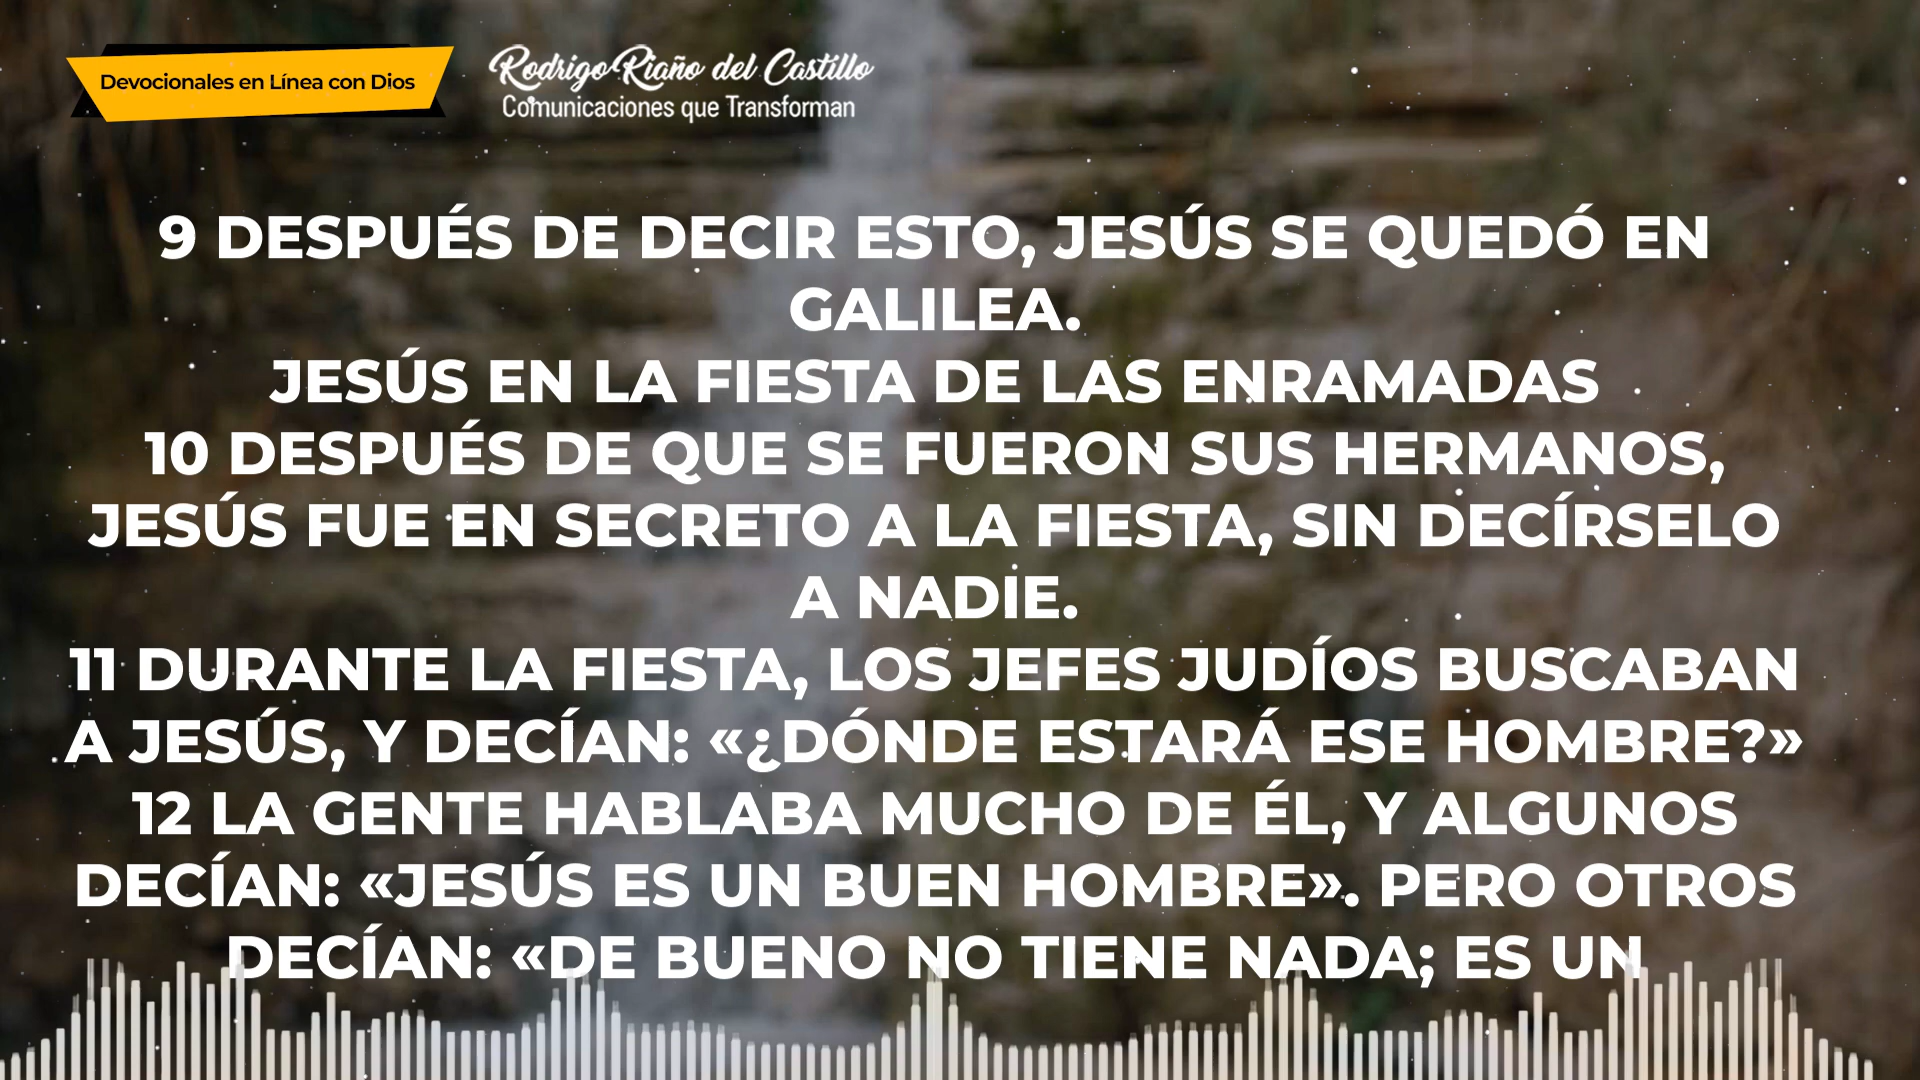 Devocionales en Línea con Dios
Rodrigo Riaño del Castillo
Comunicaciones que Transforman
9 DESPUÉS DE DECIR ESTO, JESÚS SE QUEDÓ EN
GALILEA.
JESÚS EN LA FIESTA DE LAS ENRAMADAS
10 DESPUÉS DE QUE SE FUERON SUS HERMANOS,
JESÚS FUE EN SECRETO A LA FIESTA, SIN DECÍRSELO
A NADIE.
11 DURANTE LA FIESTA, LOS JEFES JUDÍOS BUSCABAN
A JESÚS, Y DECÍAN: «¿DÓNDE ESTARÁ ESE HOMBRE?»
12 LA GENTE HABLABA MUCHO DE ÉL, Y ALGUNOS
DECÍAN: «JESÚS ES UN BUEN HOMBRE». PERO OTROS
DECÍAN: «DE BUENO NO TIENE NADA; ES UN